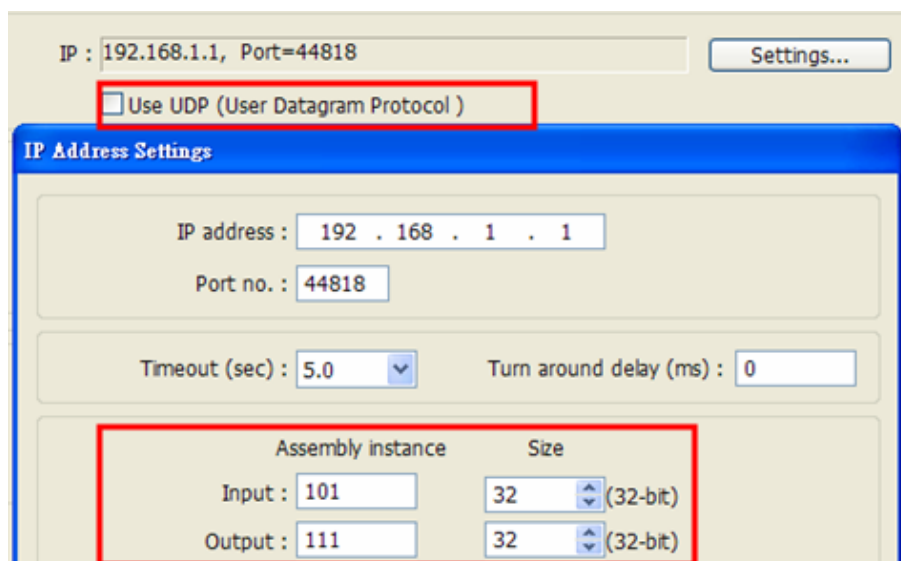 IP : 192.168.1.1, Port=44818 Settings...
Use UDP (User Datagram Protocol )
IP Address Settings
IP address : 192 . 168 . 1 . 1
Port no. : 44818
Timeout (sec) : 5.0 Turn around delay (ms) : 0
Assembly instance Size
Input : 101 32 (32-bit)
Output : 111 32 (32-bit)